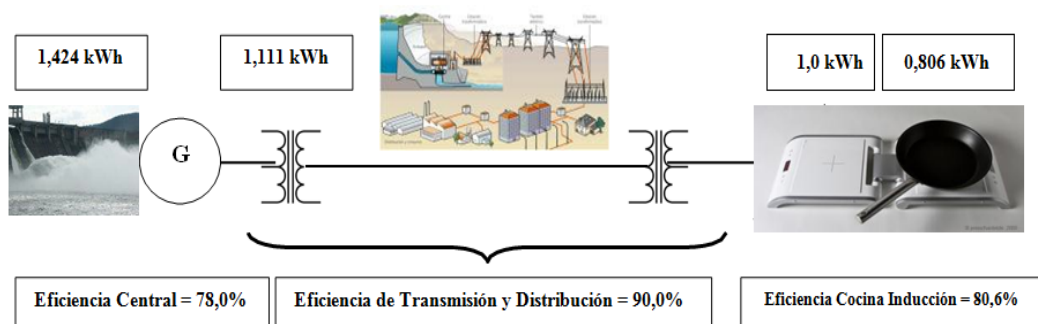 1,424 kWh
1,111 kWh
1,0 kWh
0,806 kWh
G
Eficiencia Central = 78,0%
Eficiencia de Transmisión y Distribución = 90,0%
Eficiencia Cocina Inducción = 80,6%